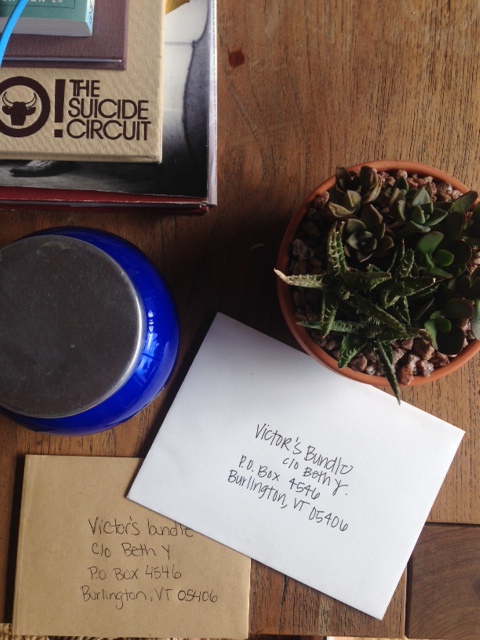 O! THE
SUICIDE
CIRCUIT
Victor's Bundle
c/o Beth Y.
P.O. Box 4546
Burlington, VT 05406
Victor's bundle
c/o Beth Y
P.O. Box 4546
Burlington, VT 05406